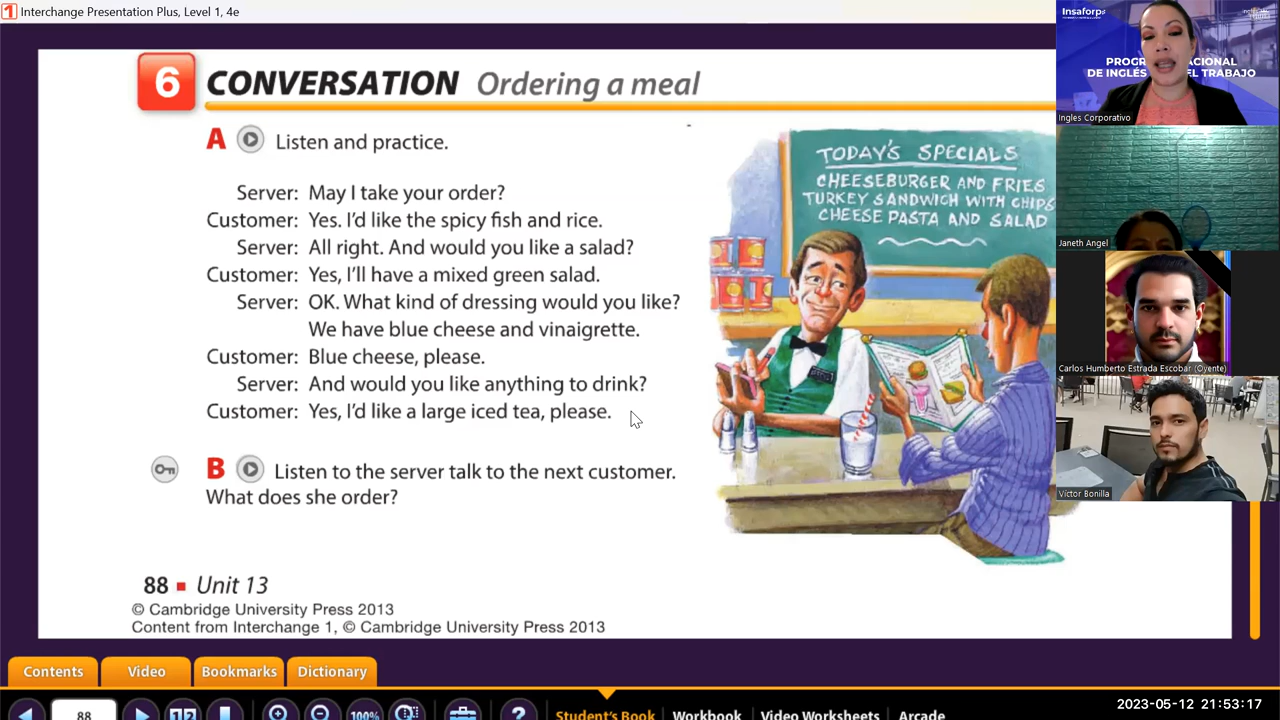 Interchange Presentation Plus, Level 1, 4e
6 CONVERSATION Ordering a meal
A Listen and practice.
Server: May I take your order?
Customer: Yes. I'd like the spicy fish and rice.
Server: All right. And would you like a salad?
Customer: Yes, I'll have a mixed green salad.
Server: OK. What kind of dressing would you like?
We have blue cheese and vinaigrette.
Customer: Blue cheese, please.
Server: And would you like anything to drink?
Customer: Yes, I'd like a large iced tea, please.
B Listen to the server talk to the next customer.
What does she order?
TODAY'S SPECIALS
CHEESEBURGER AND FRIES
TURKEY SANDWICH WITH CHIPS
CHEESE PASTA AND SALAD
88 Unit 13
© Cambridge University Press 2013
Content from Interchange 1, © Cambridge University Press 2013
Insaforp
Ingles Corporativo
Janeth Angel
Carlos Humberto Estrada Escobar (Oyente)
Víctor Bonilla
Contents Video Bookmarks Dictionary
88 1 2 100% ?
Student's Book Workbook Video Worksheets Arcade
2023-05-12 21:53:17